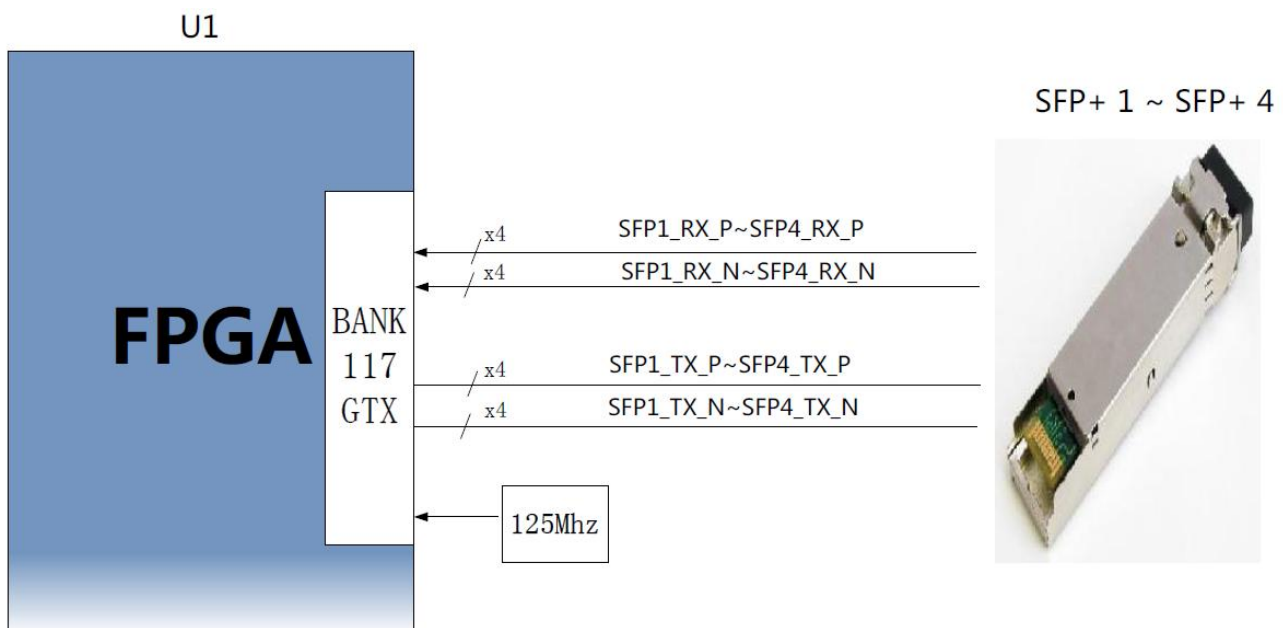 U1
SFP+ 1 ~ SFP+ 4
x4
SFP1_RX_P~SFP4_RX_P
x4
SFP1_RX_N~SFP4_RX_N
FPGA
BANK
117
GTX
x4
SFP1_TX_P~SFP4_TX_P
x4
SFP1_TX_N~SFP4_TX_N
125Mhz